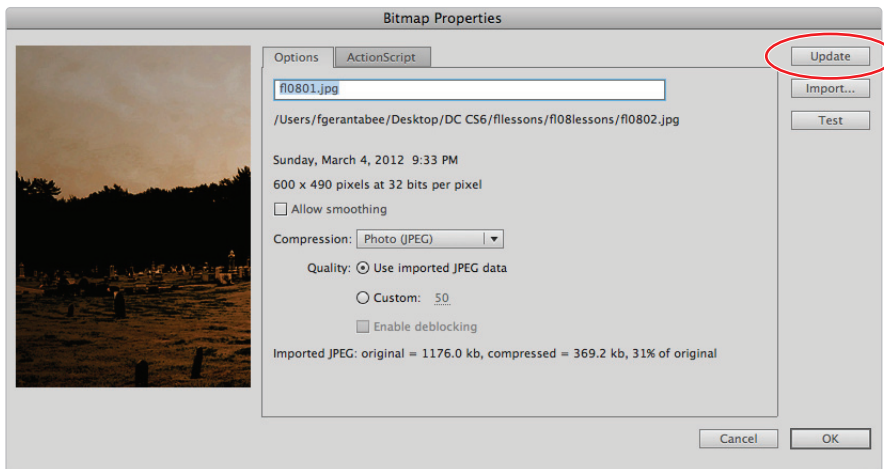 Bitmap Properties
Options
ActionScript
Update
fl0801.jpg
Import...
/Users/fgerantabee/Desktop/DC CS6/fllessons/fl08lessons/fl0802.jpg
Test
Sunday, March 4, 2012 9:33 PM
600 x 490 pixels at 32 bits per pixel
Allow smoothing
Compression: Photo (JPEG)
Quality: Use imported JPEG data
Custom: 50
Enable deblocking
Imported JPEG: original = 1176.0 kb, compressed = 369.2 kb, 31% of original
Cancel
OK